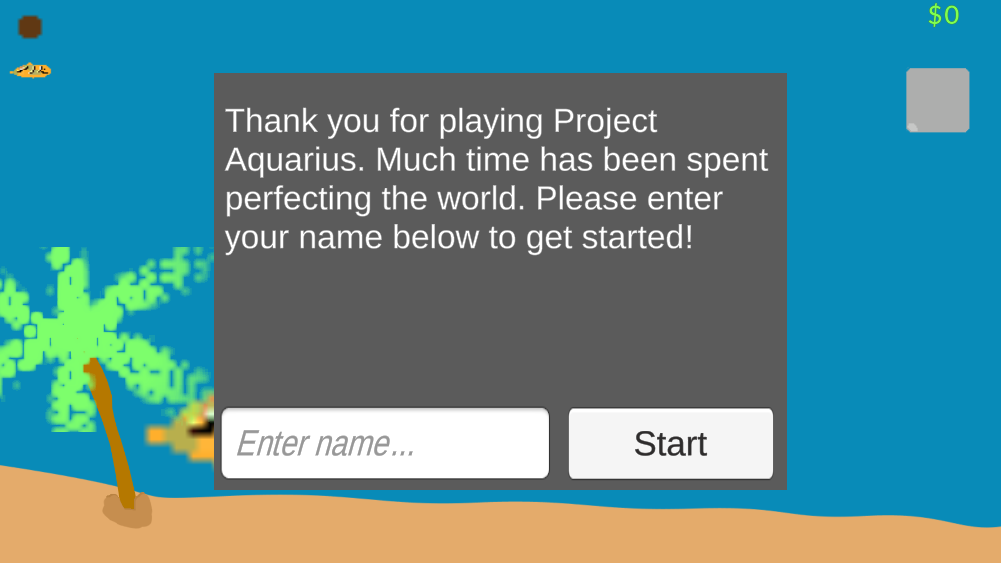 $0
Thank you for playing Project
Aquarius. Much time has been spent
perfecting the world. Please enter
your name below to get started!
Enter name...
Start